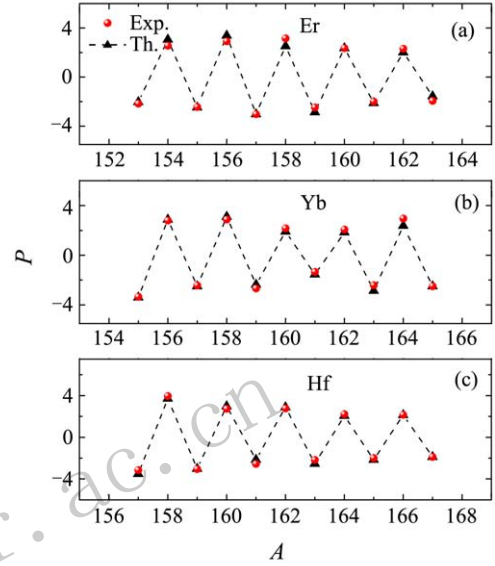 Exp.
Th.
Er
(a)
4
0
−4
152 154 156 158 160 162 164
Yb
(b)
4
0
−4
154 156 158 160 162 164 166
P
Hf
(c)
4
0
−4
156 158 160 162 164 166 168
A
r.ac.cn